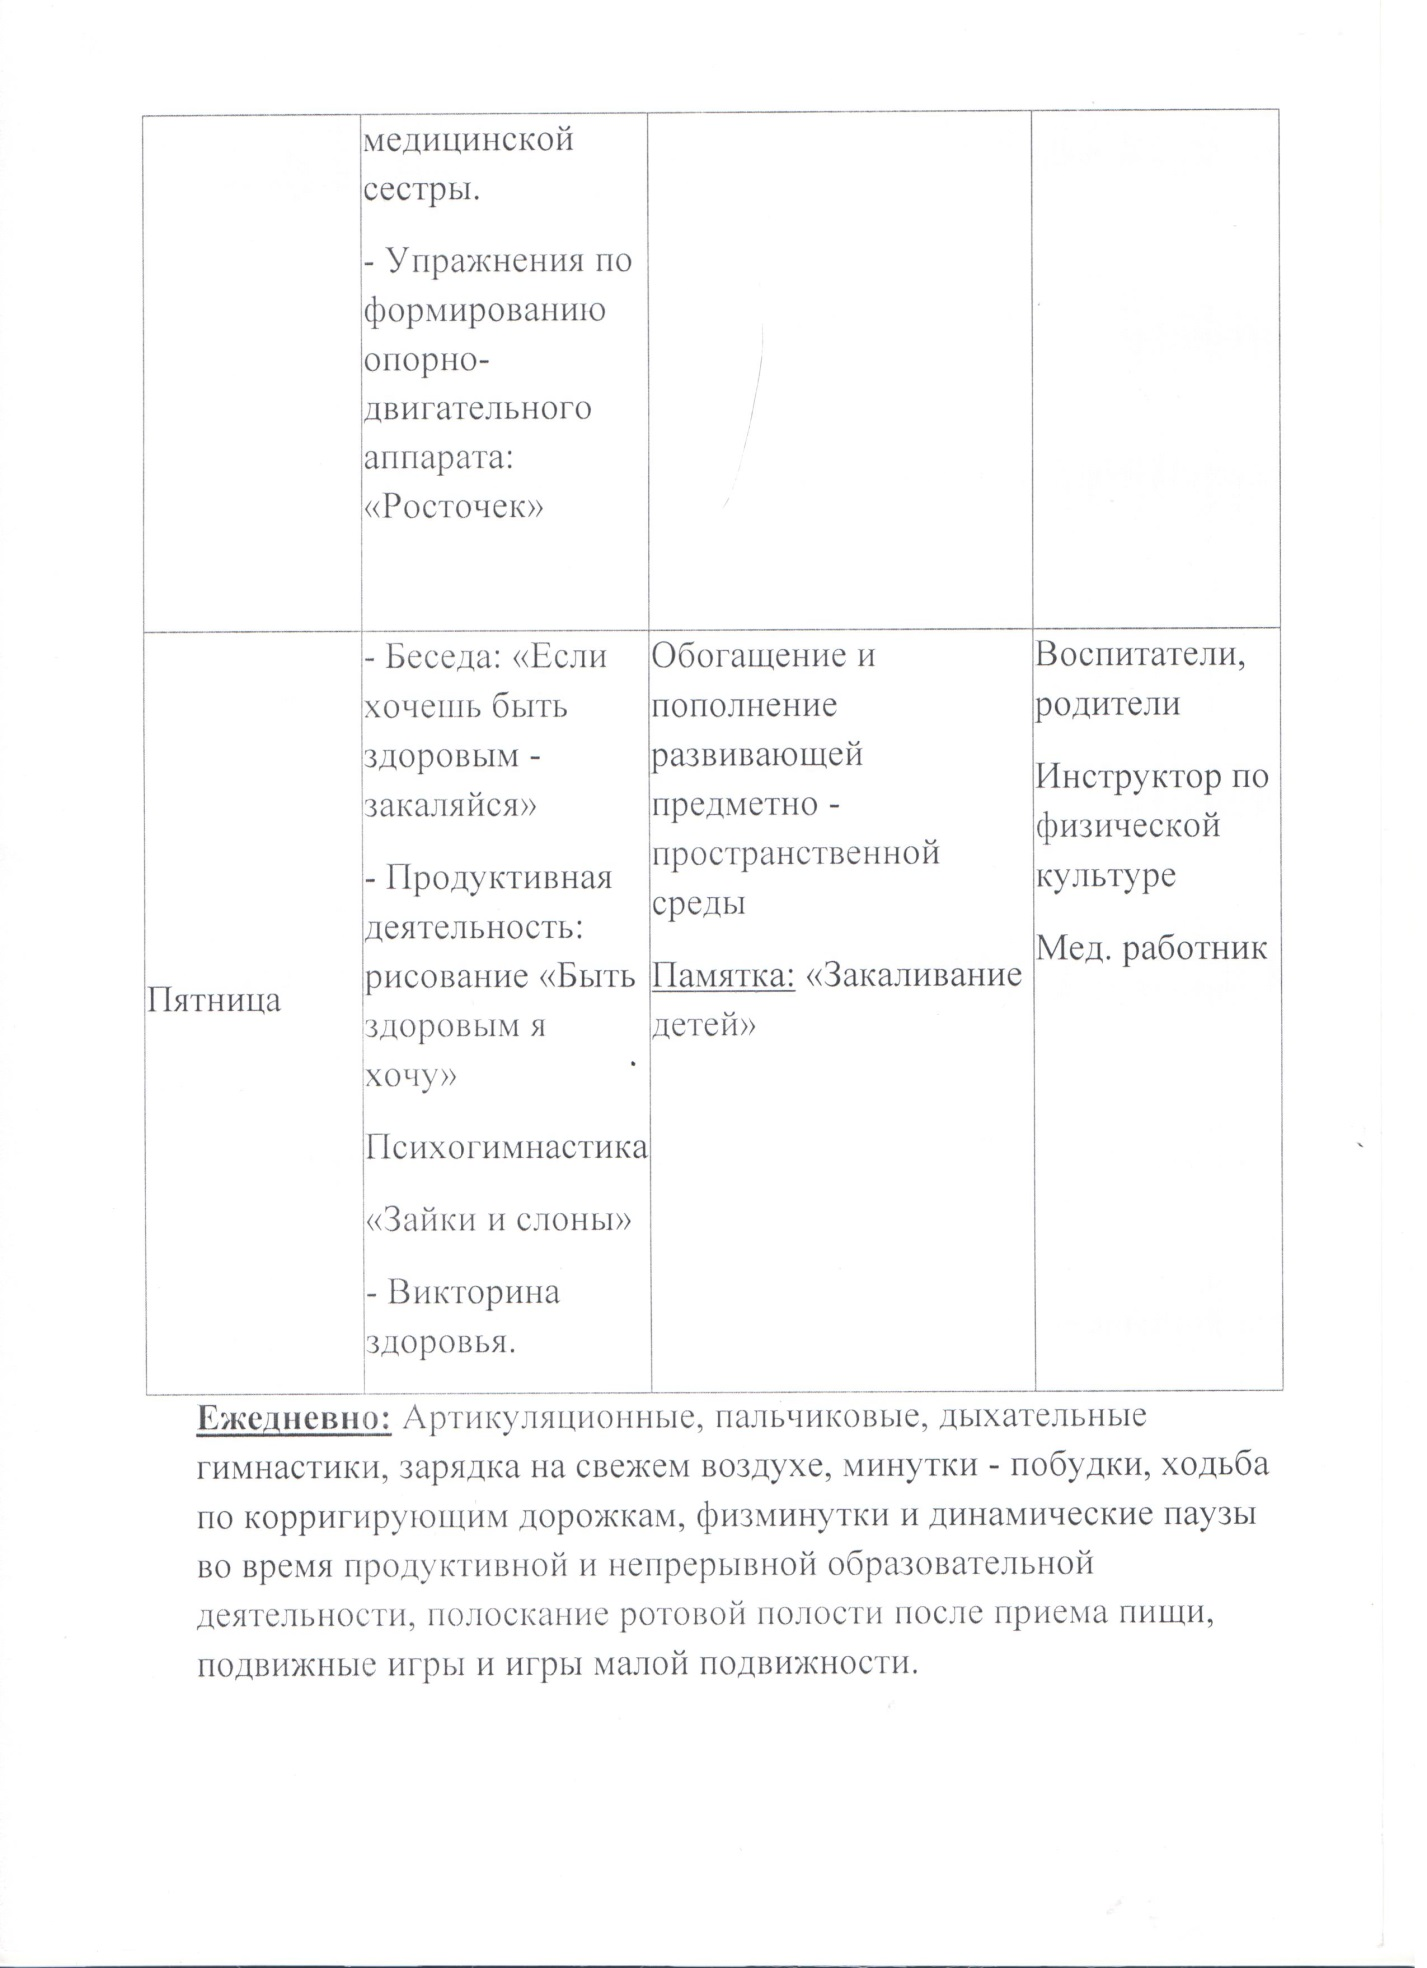 медицинской
сестры.
- Упражнения по
формированию
опорно-
двигательного
аппарата:
«Росточек»
Пятница
- Беседа: «Если
хочешь быть
здоровым -
закаляйся»
- Продуктивная
деятельность:
рисование «Быть
здоровым я
хочу»
Психогимнастика
«Зайки и слоны»
- Викторина
здоровья.
Обогащение и
пополнение
развивающей
предметно -
пространственной
среды
Памятка: «Закаливание
детей»
Воспитатели,
родители
Инструктор по
физической
культуре
Мед. работник
Ежедневно: Артикуляционные, пальчиковые, дыхательные
гимнастики, зарядка на свежем воздухе, минутки - побудки, ходьба
по корригирующим дорожкам, физминутки и динамические паузы
во время продуктивной и непрерывной образовательной
деятельности, полоскание ротовой полости после приема пищи,
подвижные игры и игры малой подвижности.